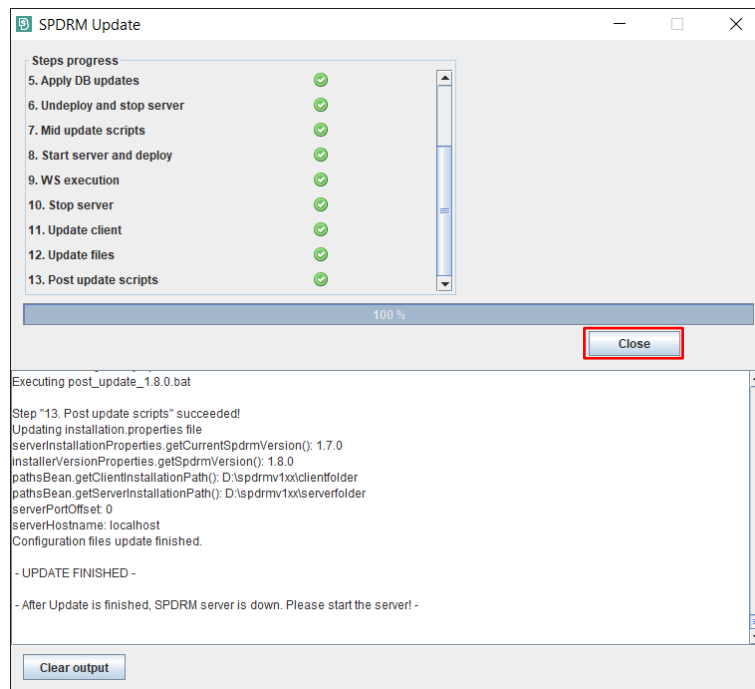 SPDRM Update
Steps progress
5. Apply DB updates
6. Undeploy and stop server
7. Mid update scripts
8. Start server and deploy
9. WS execution
10. Stop server
11. Update client
12. Update files
13. Post update scripts
100 %
Close
Executing post_update_1.8.0.bat
Step "13. Post update scripts" succeeded!
Updating installation.properties file
serverInstallationProperties.getCurrentSpdrmVersion(): 1.7.0
installerVersionProperties.getSpdrmVersion(): 1.8.0
pathsBean.getClientInstallationPath(): D:\spdrmv1xx\clientfolder
pathsBean.getServerInstallationPath(): D:\spdrmv1xx\serverfolder
serverPortOffset: 0
serverHostname: localhost
Configuration files update finished.
- UPDATE FINISHED -
- After Update is finished, SPDRM server is down. Please start the server! -
Clear output